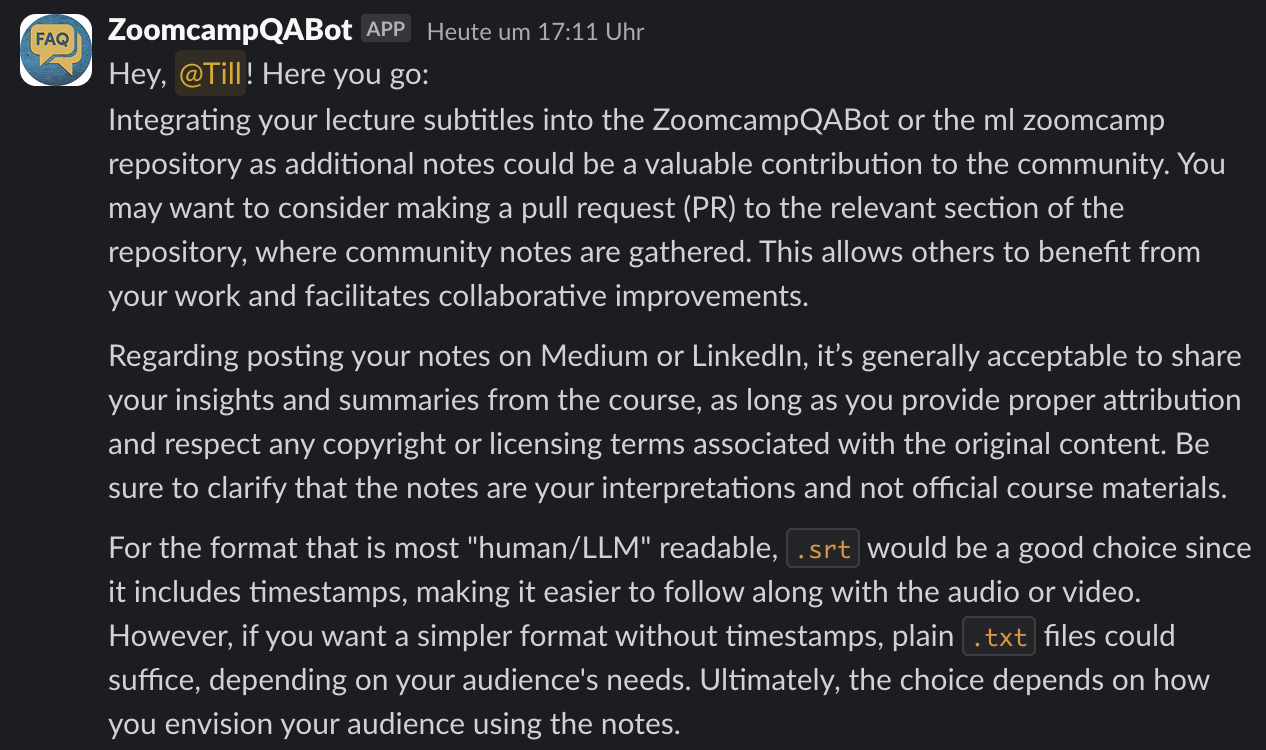 FAQ
ZoomcampQABot APP Heute um 17:11 Uhr
Hey, @Till! Here you go:
Integrating your lecture subtitles into the ZoomcampQABot or the ml zoomcamp
repository as additional notes could be a valuable contribution to the community. You
may want to consider making a pull request (PR) to the relevant section of the
repository, where community notes are gathered. This allows others to benefit from
your work and facilitates collaborative improvements.
Regarding posting your notes on Medium or LinkedIn, it’s generally acceptable to share
your insights and summaries from the course, as long as you provide proper attribution
and respect any copyright or licensing terms associated with the original content. Be
sure to clarify that the notes are your interpretations and not official course materials.
For the format that is most "human/LLM" readable, .srt would be a good choice since
it includes timestamps, making it easier to follow along with the audio or video.
However, if you want a simpler format without timestamps, plain .txt files could
suffice, depending on your audience's needs. Ultimately, the choice depends on how
you envision your audience using the notes.